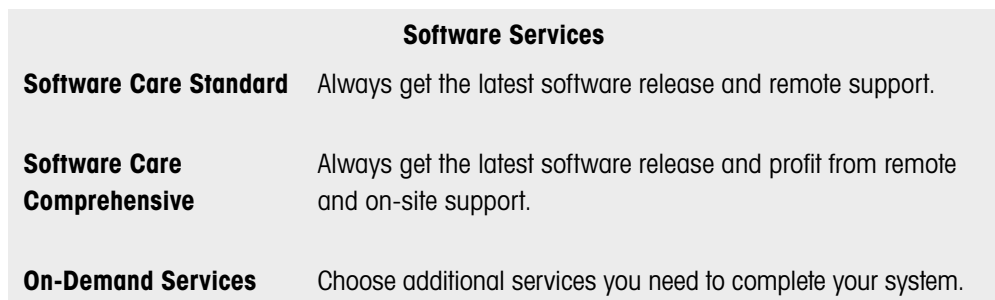 Software Services
Software Care Standard Always get the latest software release and remote support.
Software Care Always get the latest software release and profit from remote
Comprehensive and on-site support.
On-Demand Services Choose additional services you need to complete your system.